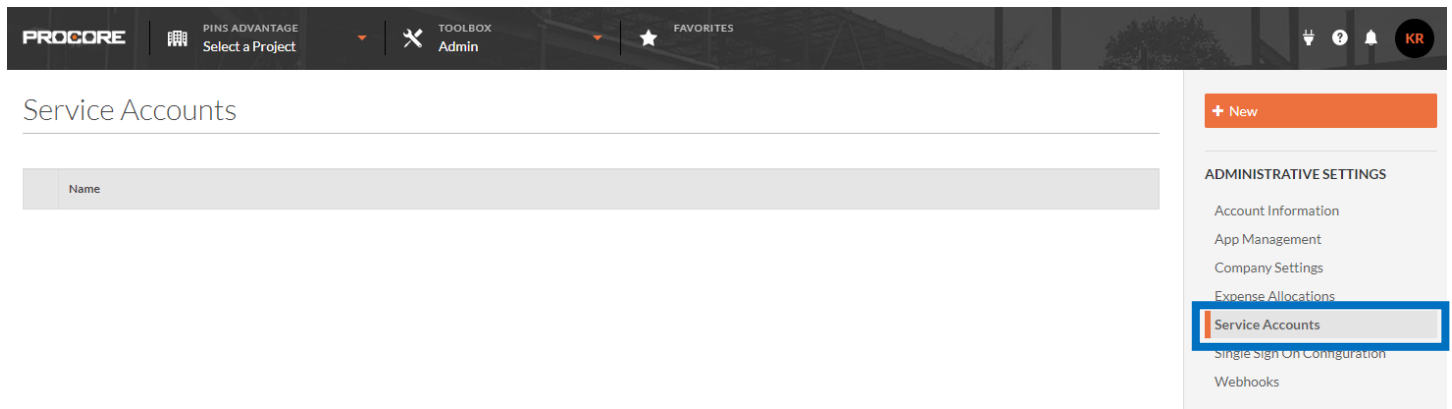 PROCORE
PINS ADVANTAGE
Select a Project
TOOLBOX
Admin
FAVORITES
KR
Service Accounts
Name
+ New
ADMINISTRATIVE SETTINGS
Account Information
App Management
Company Settings
Expense Allocations
Service Accounts
Single Sign On Configuration
Webhooks